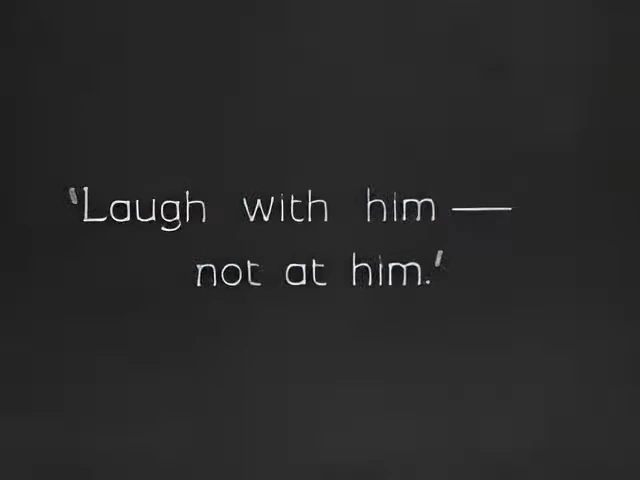 'Laugh with him —
not at him.'